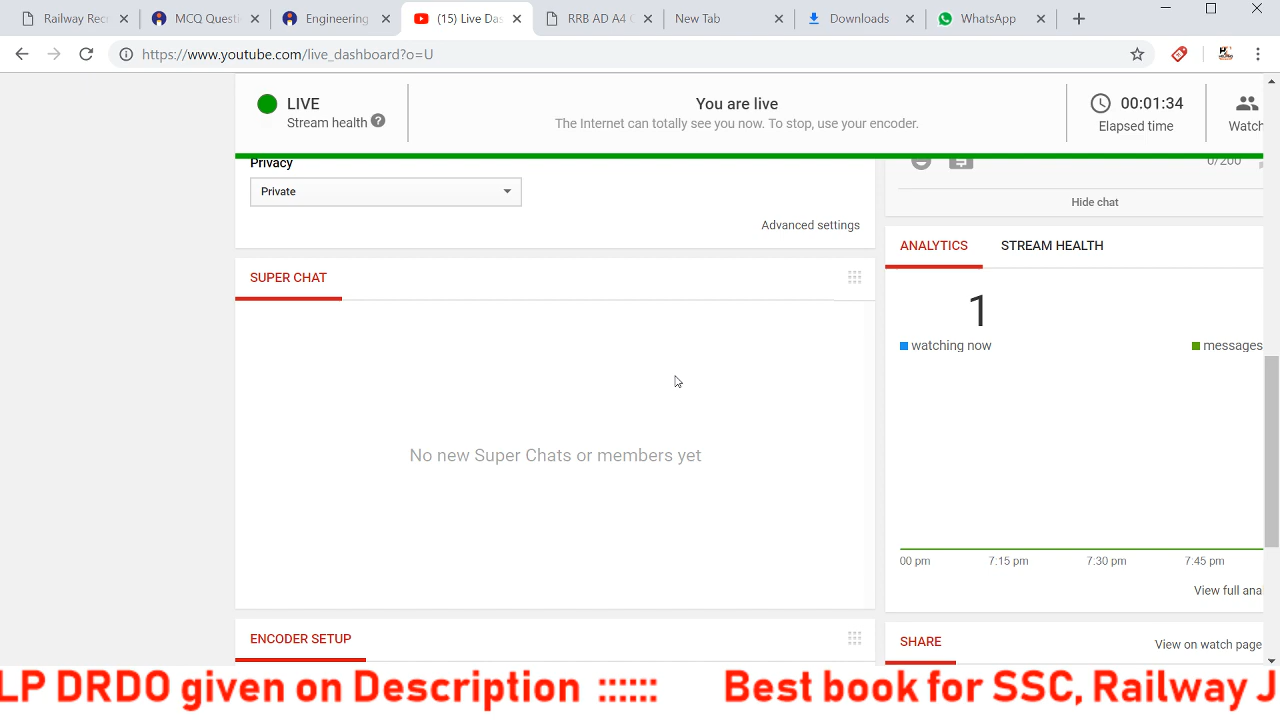 Railway Rec
MCQ Questi
Engineering
(15) Live Das
RRB AD A4
New Tab
Downloads
WhatsApp
https://www.youtube.com/live_dashboard?o=U
LIVE
Stream health ?
You are live
The Internet can totally see you now. To stop, use your encoder.
00:01:34
Elapsed time
Watch
Privacy
Private
Advanced settings
0/200
Hide chat
SUPER CHAT
No new Super Chats or members yet
ANALYTICS
STREAM HEALTH
1
watching now
messages
00 pm
7:15 pm
7:30 pm
7:45 pm
View full ana
ENCODER SETUP
SHARE
View on watch page
LP DRDO given on Description :::::: Best book for SSC, Railway J